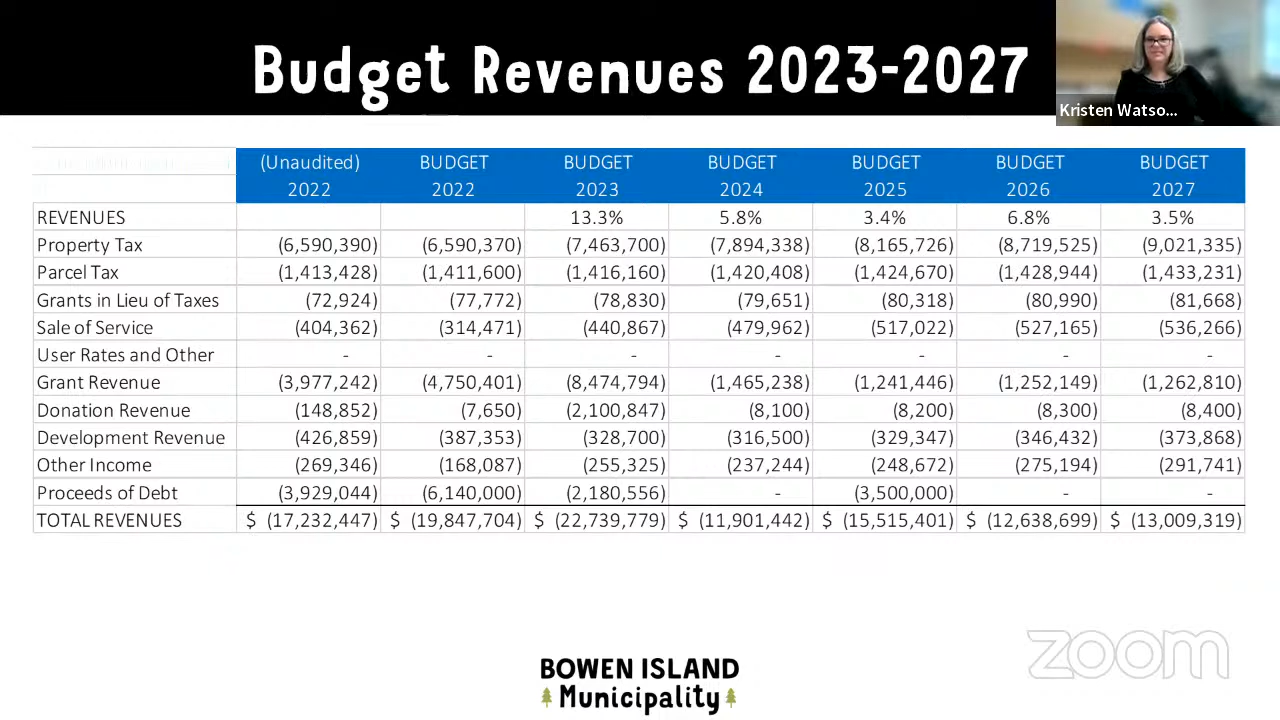 Budget Revenues 2023-2027
Kristen Watso...
(Unaudited) BUDGET BUDGET BUDGET BUDGET BUDGET BUDGET
2022 2022 2023 2024 2025 2026 2027
REVENUES 13.3% 5.8% 3.4% 6.8% 3.5%
Property Tax (6,590,390) (6,590,370) (7,463,700) (7,894,338) (8,165,726) (8,719,525) (9,021,335)
Parcel Tax (1,413,428) (1,411,600) (1,416,160) (1,420,408) (1,424,670) (1,428,944) (1,433,231)
Grants in Lieu of Taxes (72,924) (77,772) (78,830) (79,651) (80,318) (80,990) (81,668)
Sale of Service (404,362) (314,471) (440,867) (479,962) (517,022) (527,165) (536,266)
User Rates and Other - - - - - - -
Grant Revenue (3,977,242) (4,750,401) (8,474,794) (1,465,238) (1,241,446) (1,252,149) (1,262,810)
Donation Revenue (148,852) (7,650) (2,100,847) (8,100) (8,200) (8,300) (8,400)
Development Revenue (426,859) (387,353) (328,700) (316,500) (329,347) (346,432) (373,868)
Other Income (269,346) (168,087) (255,325) (237,244) (248,672) (275,194) (291,741)
Proceeds of Debt (3,929,044) (6,140,000) (2,180,556) - (3,500,000) - -
TOTAL REVENUES $ (17,232,447) $ (19,847,704) $ (22,739,779) $ (11,901,442) $ (15,515,401) $ (12,638,699) $ (13,009,319)
zoom
BOWEN ISLAND
Municipality